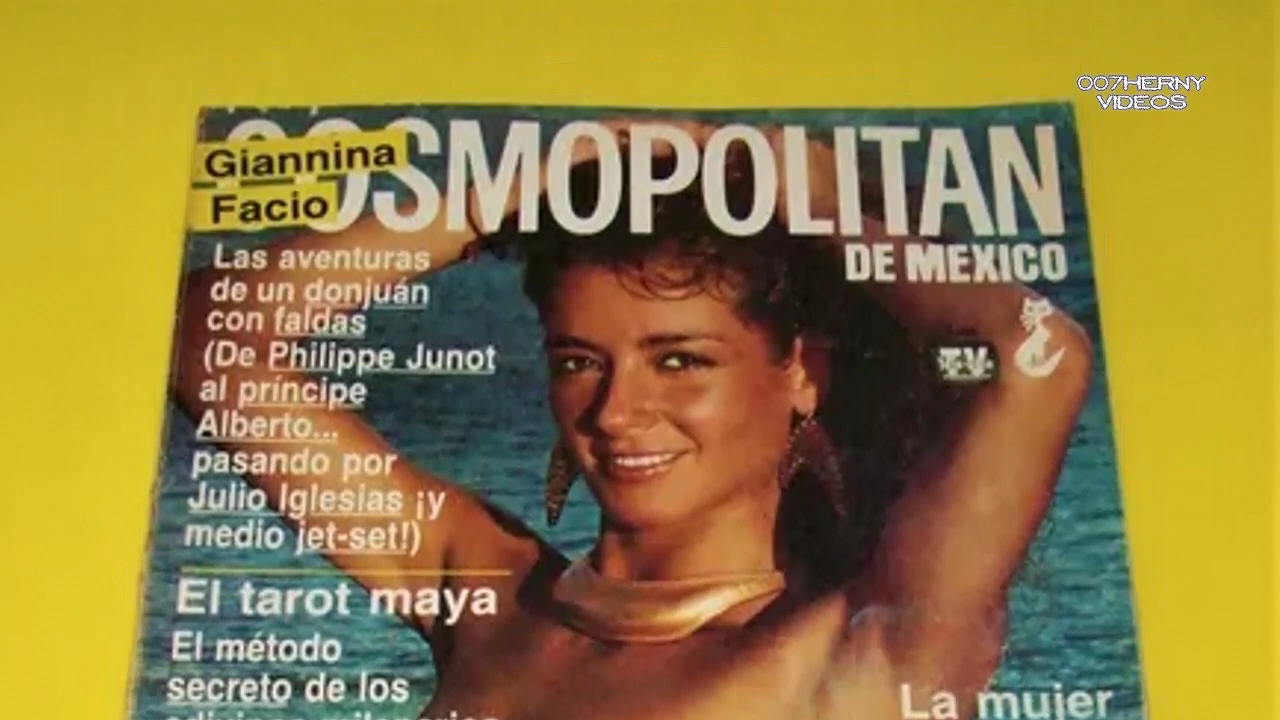 007HERNY
VIDEOS
COSMOPOLITAN
DE MEXICO
Giannina
Facio
Las aventuras
de un donjuán
con faldas
(De Philippe Junot
al príncipe
Alberto...
pasando por
Julio Iglesias ¡y
medio jet-set!)
T.V.
El tarot maya
El método
secreto de los
La mujer